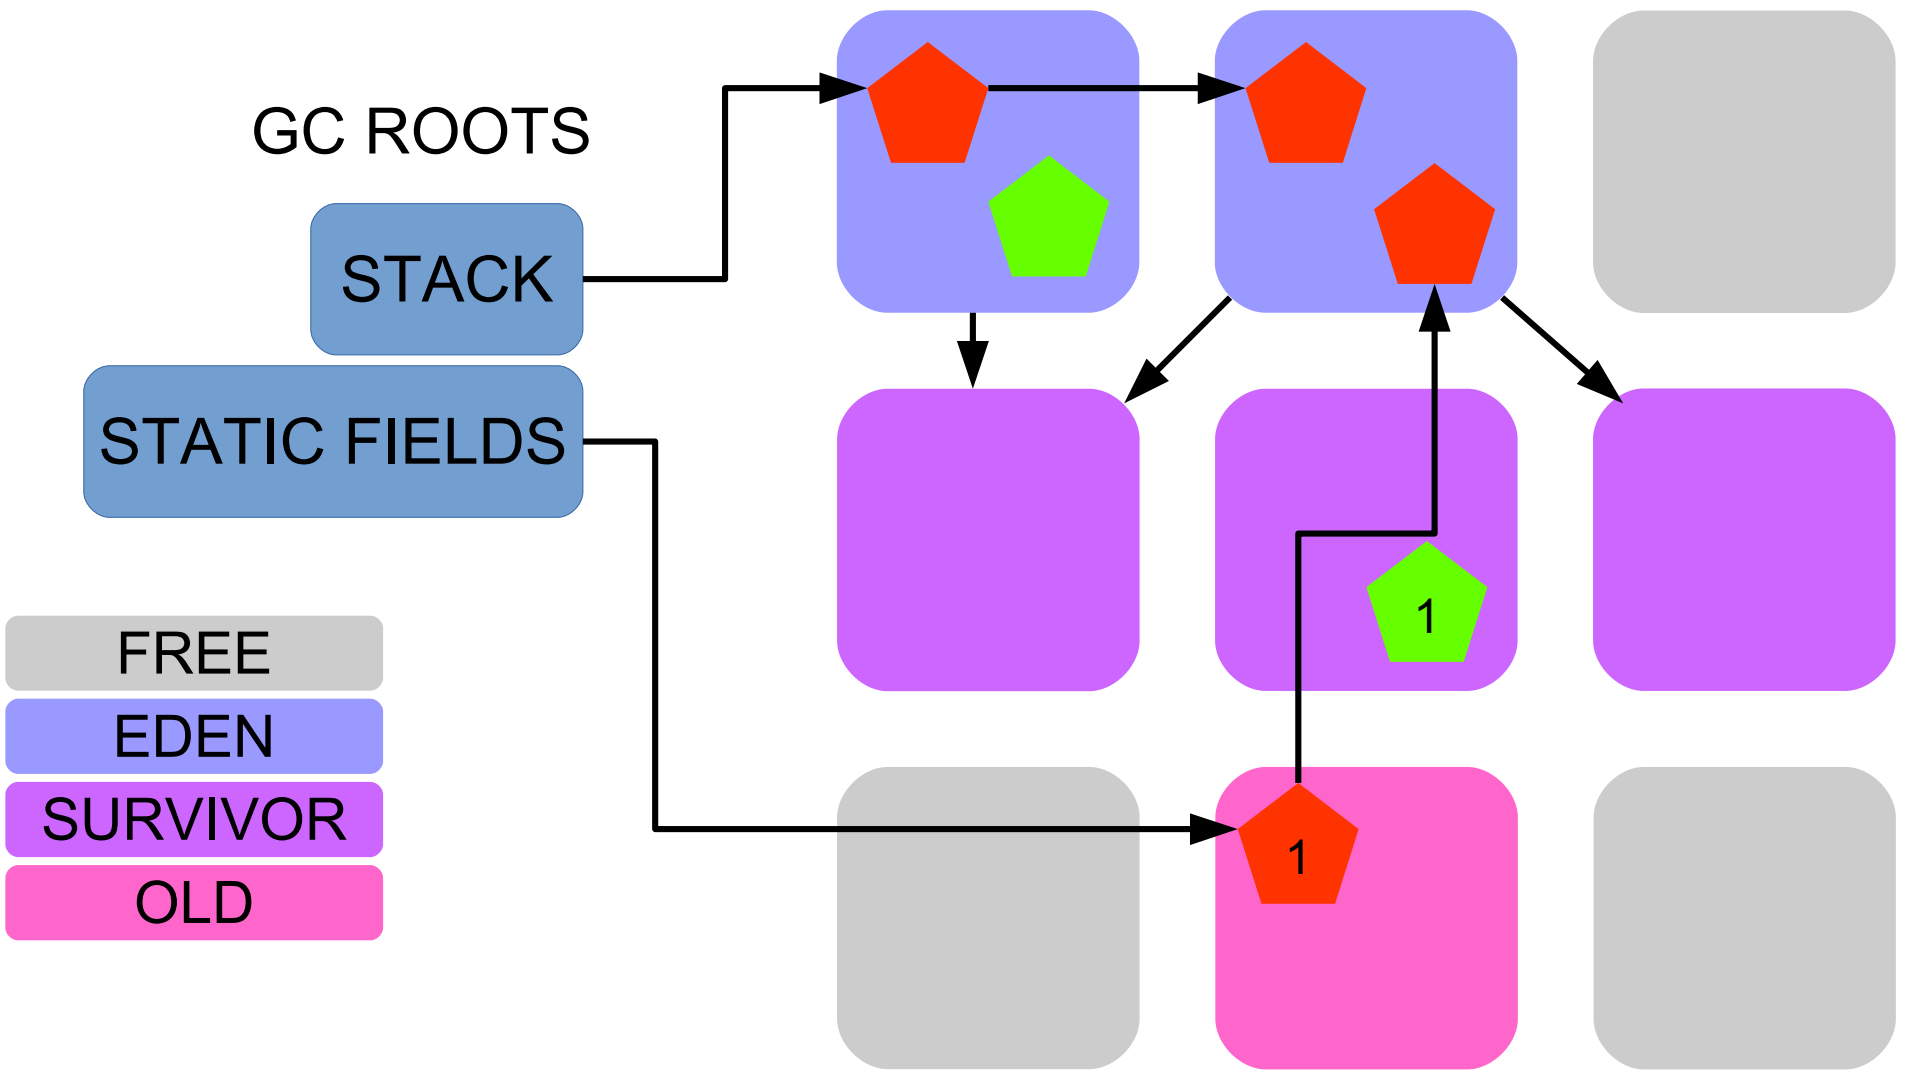 GC ROOTS
STACK
STATIC FIELDS
FREE
EDEN
SURVIVOR
OLD
1
1